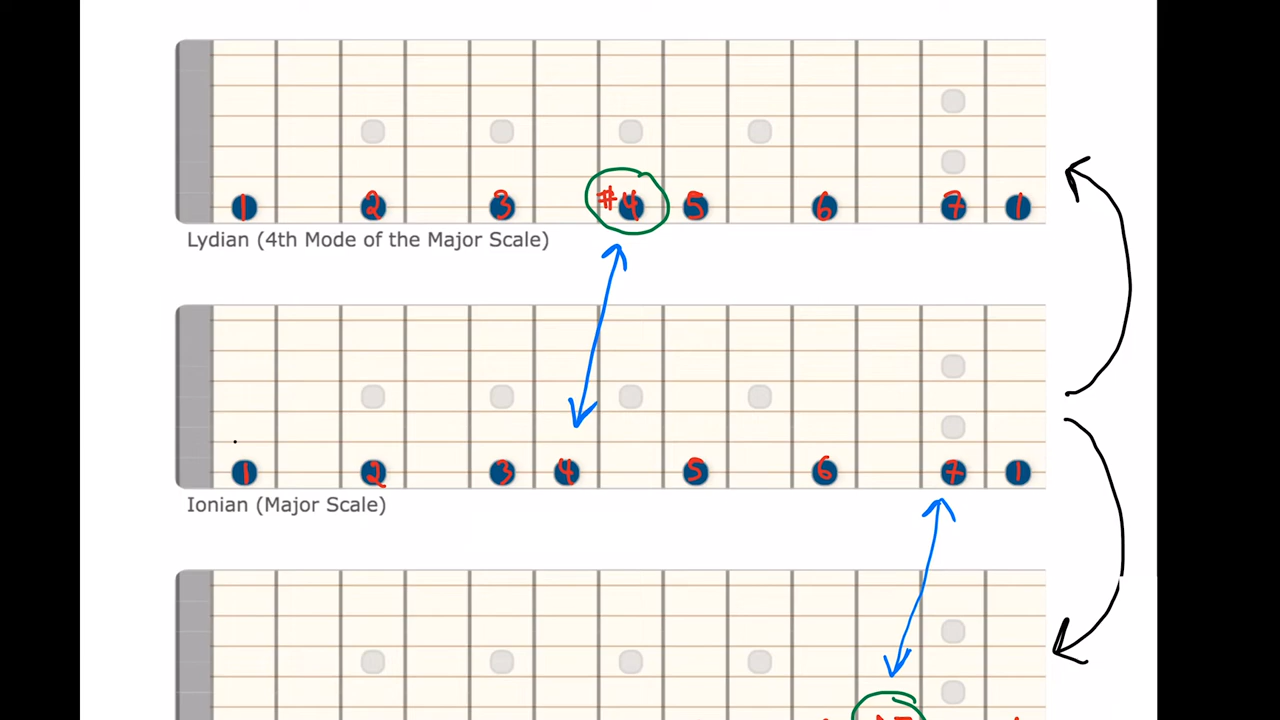 1 2 3 #4 5 6 7 1
Lydian (4th Mode of the Major Scale)
1 2 3 4 5 6 7 1
Ionian (Major Scale)